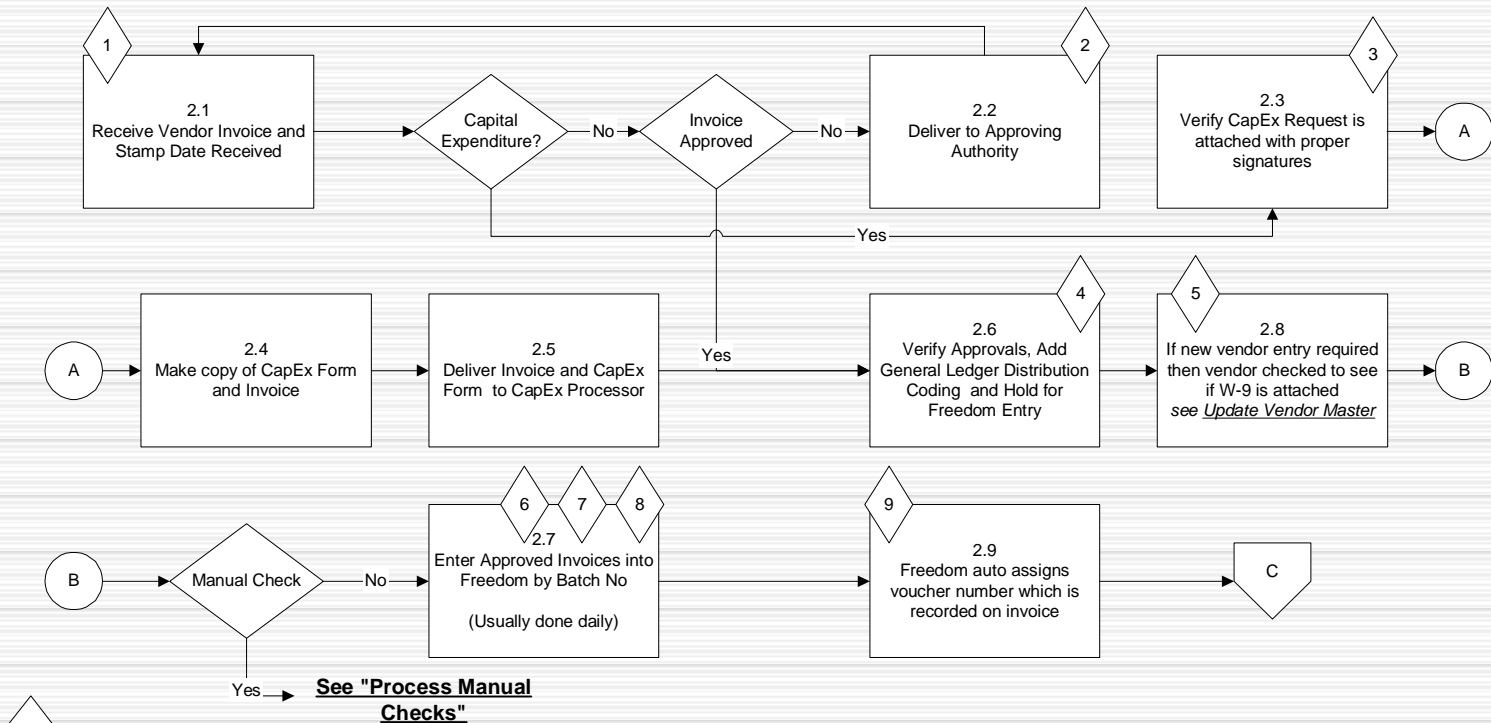 1
2.1
Receive Vendor Invoice and
Stamp Date Received
Capital
Expenditure?
No
Invoice
Approved
No
2
2.2
Deliver to Approving
Authority
3
2.3
Verify CapEx Request is
attached with proper
signatures
A
Yes
A
2.4
Make copy of CapEx Form
and Invoice
2.5
Deliver Invoice and CapEx
Form to CapEx Processor
Yes
4
2.6
Verify Approvals, Add
General Ledger Distribution
Coding and Hold for
Freedom Entry
5
2.8
If new vendor entry required
then vendor checked to see
if W-9 is attached
see Update Vendor Master
B
B
Manual Check
No
6
7
8
2.7
Enter Approved Invoices into
Freedom by Batch No
(Usually done daily)
9
2.9
Freedom auto assigns
voucher number which is
recorded on invoice
C
Yes
See "Process Manual
Checks"